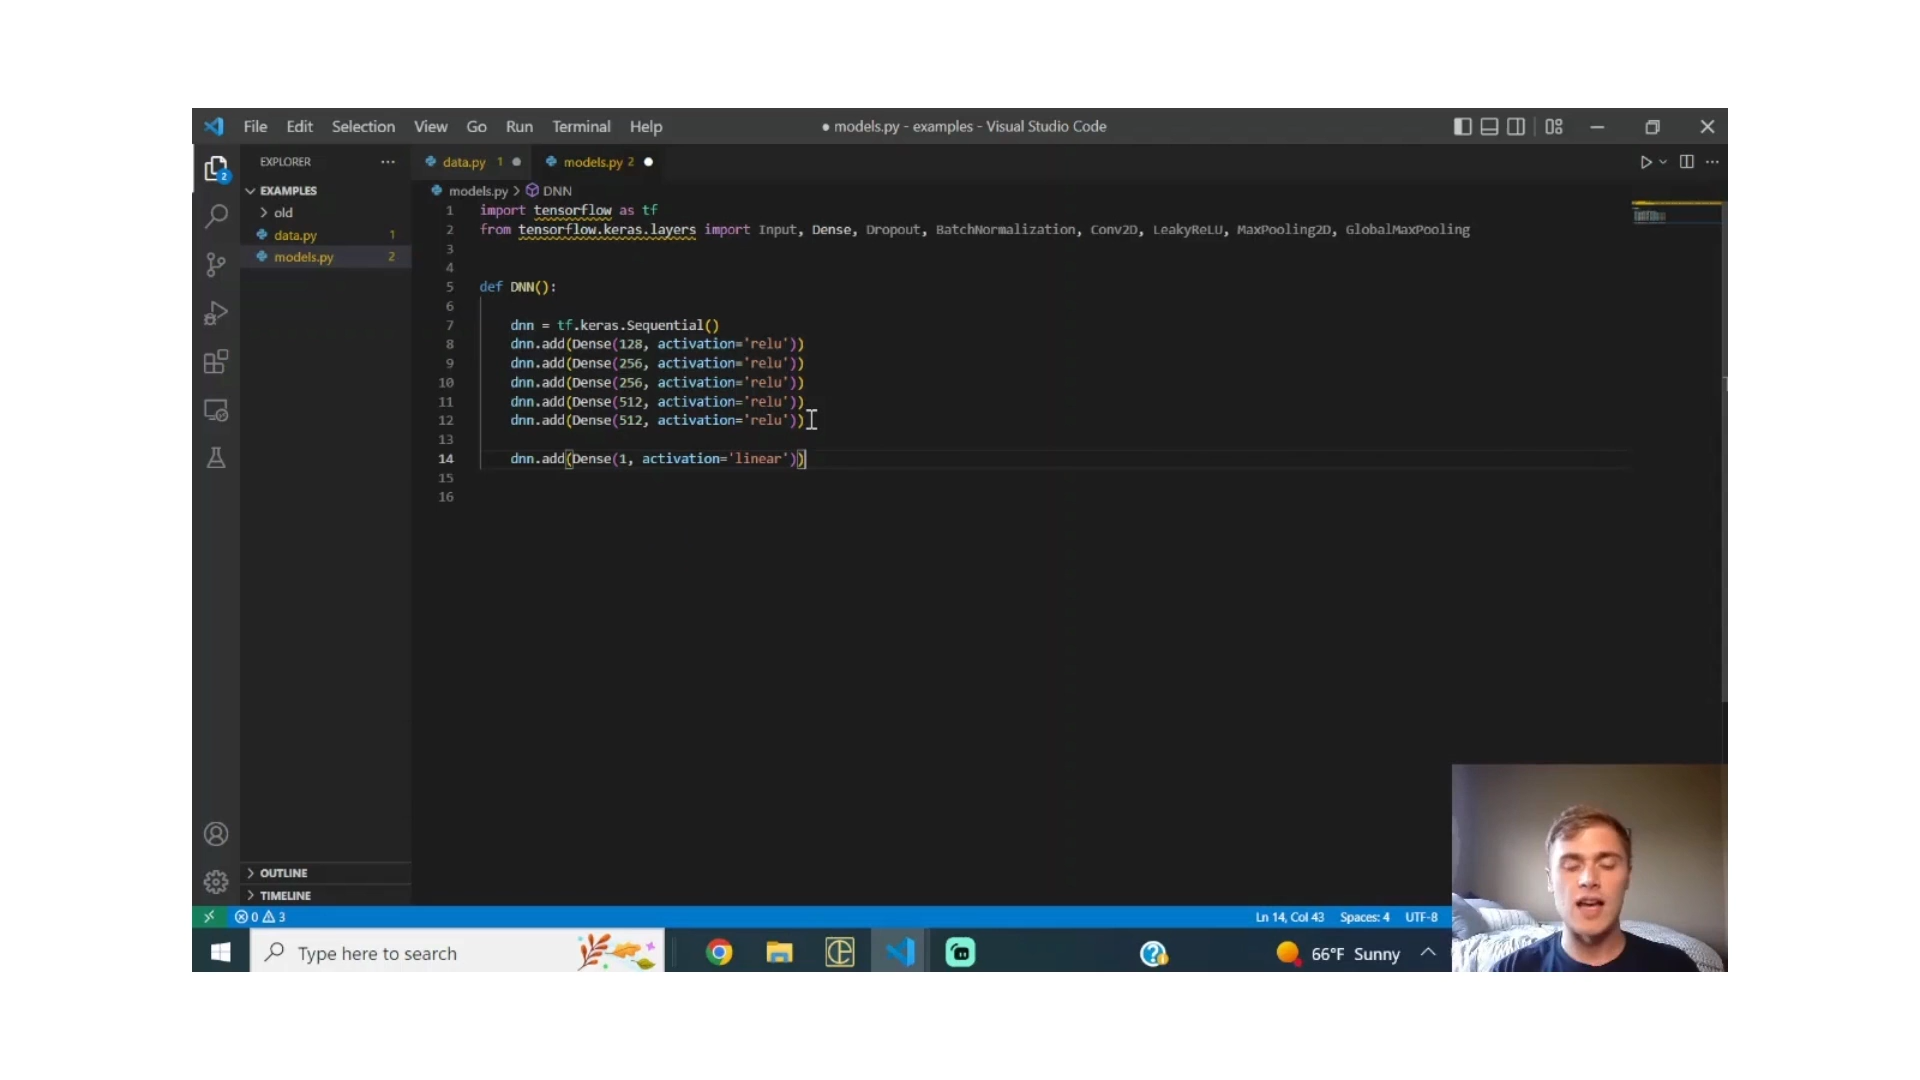 File Edit Selection View Go Run Terminal Help
● models.py - examples - Visual Studio Code
EXPLORER ···
data.py 1 ●
models.py 2 ●
EXAMPLES
old
data.py 1
models.py 2
2
models.py > DNN
1 import tensorflow as tf
2 from tensorflow.keras.layers import Input, Dense, Dropout, BatchNormalization, Conv2D, LeakyReLU, MaxPooling2D, GlobalMaxPooling
3
4
5 def DNN():
6
7 dnn = tf.keras.Sequential()
8 dnn.add(Dense(128, activation='relu'))
9 dnn.add(Dense(256, activation='relu'))
10 dnn.add(Dense(256, activation='relu'))
11 dnn.add(Dense(512, activation='relu'))
12 dnn.add(Dense(512, activation='relu'))
13
14 dnn.add(Dense(1, activation='linear'))
15
16
OUTLINE
TIMELINE
0 3
Ln 14, Col 43 Spaces: 4 UTF-8
Type here to search
66°F Sunny